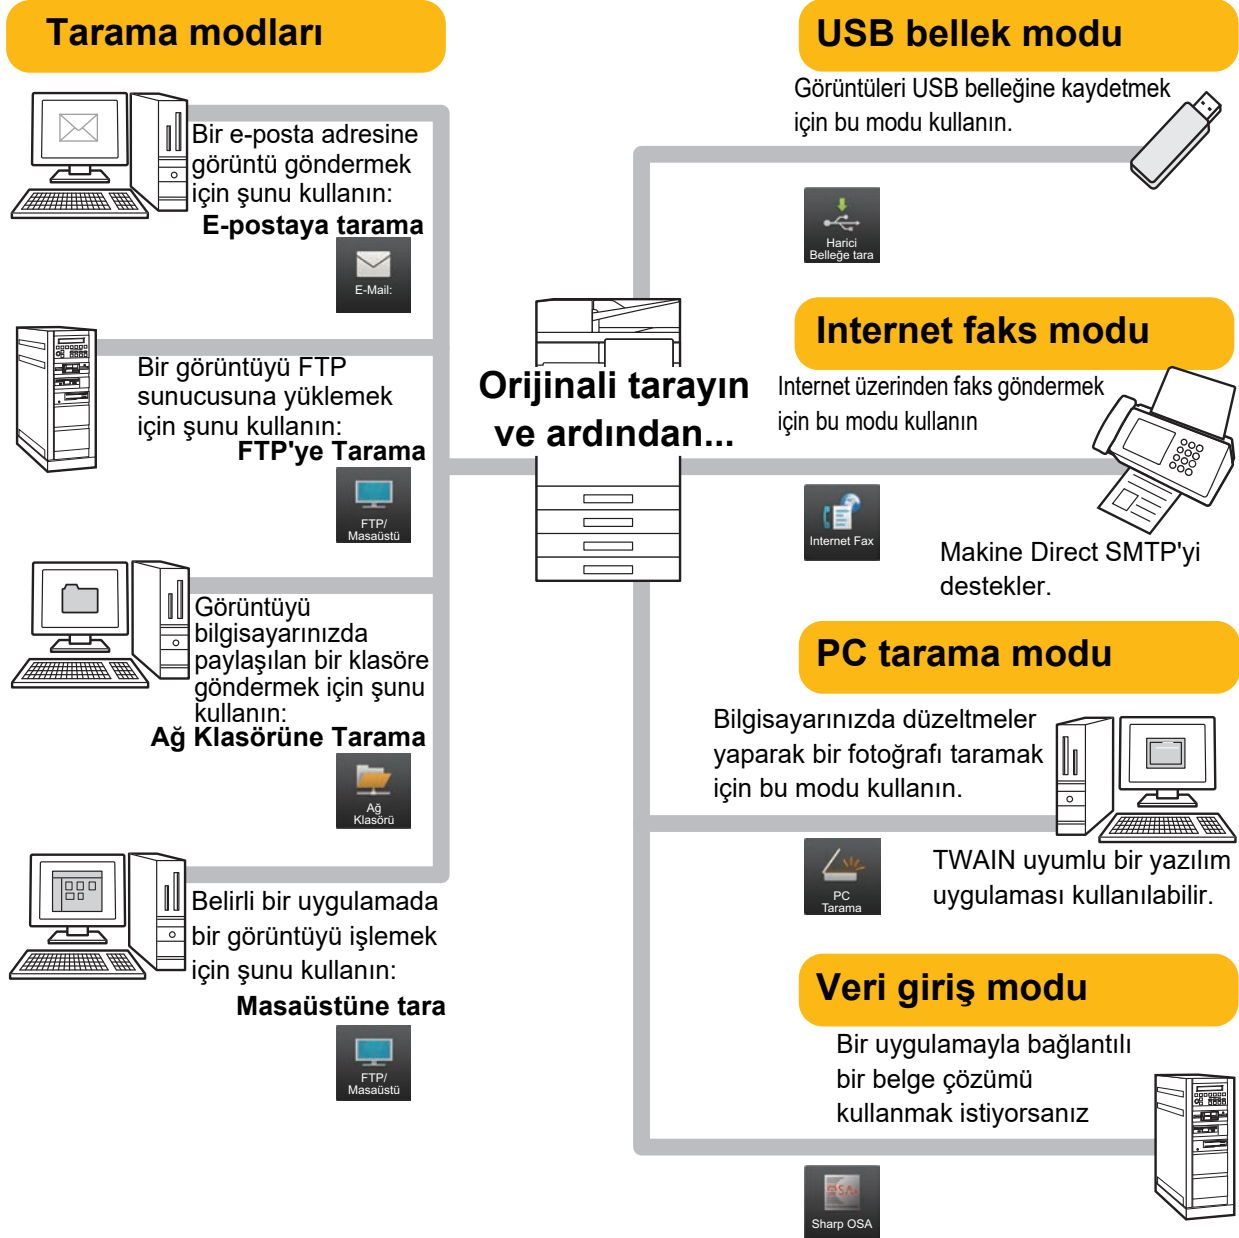 Tarama modları
Bir e-posta adresine
görüntü göndermek
için şunu kullanın:
E-postaya tarama
E-Mail:
Bir görüntüyü FTP
sunucusuna yüklemek
için şunu kullanın:
FTP'ye Tarama
FTP/
Masaüstü
Görüntüyü
bilgisayarınızda
paylaşılan bir klasöre
göndermek için şunu
kullanın:
Ağ Klasörüne Tarama
Ağ
Klasörü
Belirli bir uygulamada
bir görüntüyü işlemek
için şunu kullanın:
Masaüstüne tara
FTP/
Masaüstü
Orijinali tarayın
ve ardından...
USB bellek modu
Görüntüleri USB belleğine kaydetmek
için bu modu kullanın.
Harici
Belleğe tara
Internet faks modu
Internet üzerinden faks göndermek
için bu modu kullanın
Internet Fax
Makine Direct SMTP'yi
destekler.
PC tarama modu
Bilgisayarınızda düzeltmeler
yaparak bir fotoğrafı taramak
için bu modu kullanın.
PC
Tarama
TWAIN uyumlu bir yazılım
uygulaması kullanılabilir.
Veri giriş modu
Bir uygulamayla bağlantılı
bir belge çözümü
kullanmak istiyorsanız
OSA
Sharp OSA